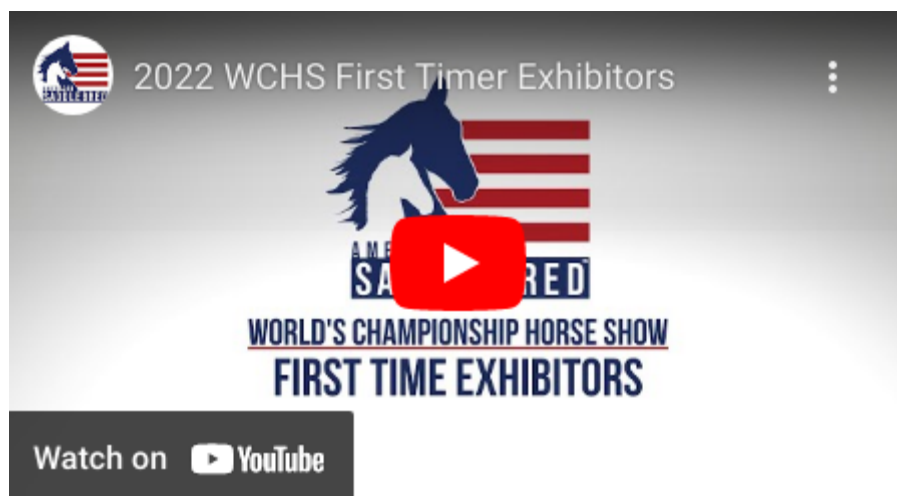 2022 WCHS First Timer Exhibitors
WORLD'S CHAMPIONSHIP HORSE SHOW
FIRST TIME EXHIBITORS
Watch on YouTube